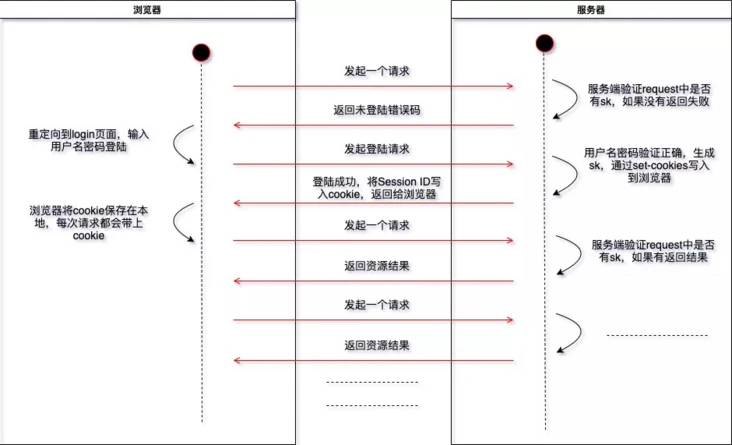 浏览器
服务器
发起一个请求
服务端验证request中是否
有sk，如果没有返回失败
返回未登陆错误码
重定向到login页面，输入
用户名密码登陆
发起登陆请求
用户名密码验证正确，生成
sk，通过set-cookies写入
到浏览器
登陆成功，将Session ID写
入cookie，返回给浏览器
浏览器将cookie保存在本
地，每次请求都会带上
cookie
发起一个请求
服务端验证request中是否
有sk，如果有返回结果
返回资源结果
发起一个请求
返回资源结果